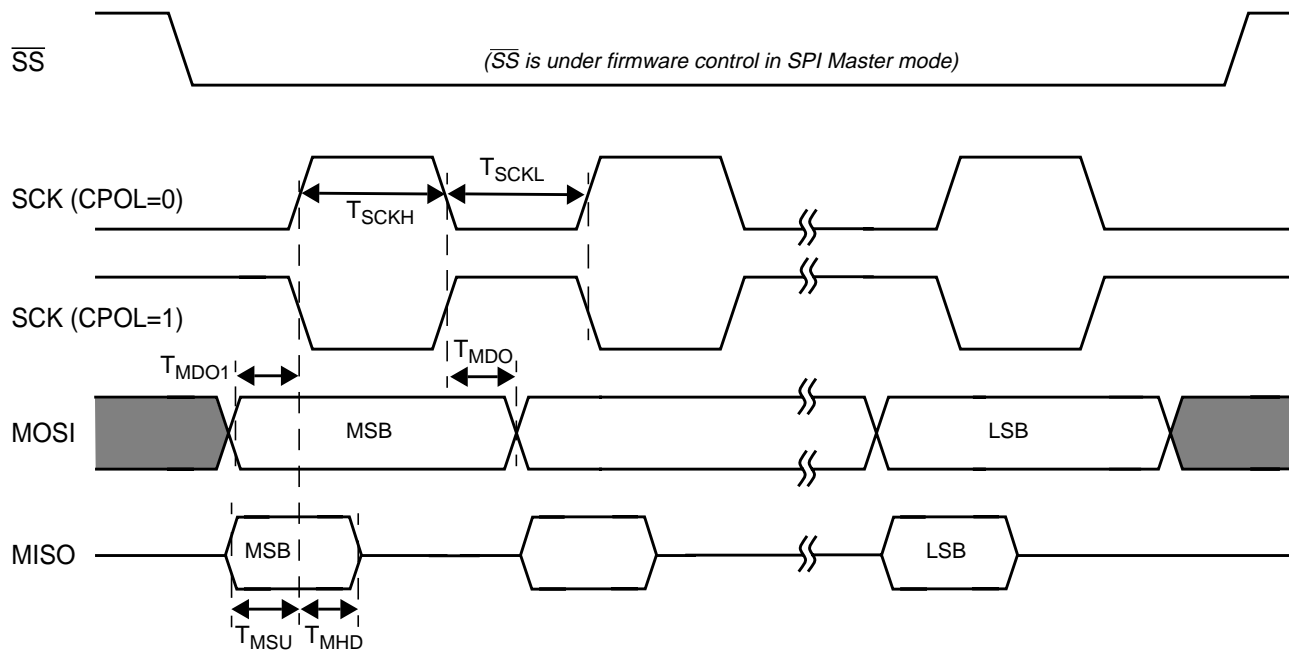 SS
(SS is under firmware control in SPI Master mode)
SCK (CPOL=0)
TSCKH
TSCKL
SCK (CPOL=1)
TMDO1
TMDO
MOSI
MSB
LSB
MISO
MSB
LSB
TMSU
TMHD